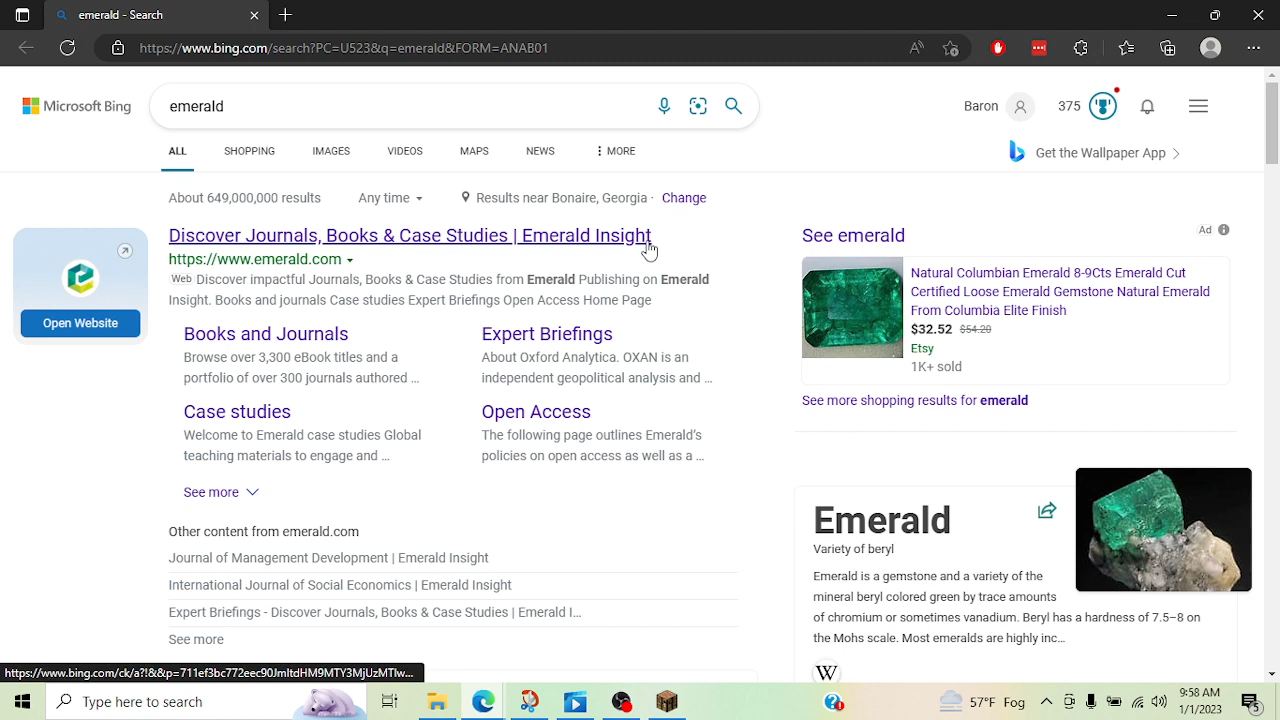 https://www.bing.com/search?PC=U523&q=emerald&FORM=ANAB01
Microsoft Bing
emerald
Baron
375
ALL
SHOPPING
IMAGES
VIDEOS
MAPS
NEWS
MORE
Get the Wallpaper App
About 649,000,000 results
Any time
Results near Bonaire, Georgia ·
Change
Open Website
Discover Journals, Books & Case Studies | Emerald Insight
https://www.emerald.com
Web Discover impactful Journals, Books & Case Studies from Emerald Publishing on Emerald
Insight. Books and journals Case studies Expert Briefings Open Access Home Page
Books and Journals
Browse over 3,300 eBook titles and a
portfolio of over 300 journals authored ...
Expert Briefings
About Oxford Analytica. OXAN is an
independent geopolitical analysis and ...
Case studies
Welcome to Emerald case studies Global
teaching materials to engage and ...
Open Access
The following page outlines Emerald's
policies on open access as well as a ...
See more
Other content from emerald.com
Journal of Management Development | Emerald Insight
International Journal of Social Economics | Emerald Insight
Expert Briefings - Discover Journals, Books & Case Studies | Emerald I...
See more
See emerald
Ad
Natural Columbian Emerald 8-9Cts Emerald Cut
Certified Loose Emerald Gemstone Natural Emerald
From Columbia Elite Finish
$32.52 $54.20
Etsy
1K+ sold
See more shopping results for emerald
Emerald
Variety of beryl
Emerald is a gemstone and a variety of the
mineral beryl colored green by trace amounts
of chromium or sometimes vanadium. Beryl has a hardness of 7.5–8 on
the Mohs scale. Most emeralds are highly inc...
W
https://www.bing.com/ck/a?!&&p=711ef3bc772eec90JmltdHM9MTY3MjUzMTlw...
Type here to search
57°F Fog
9:58 AM
1/1/2023
5